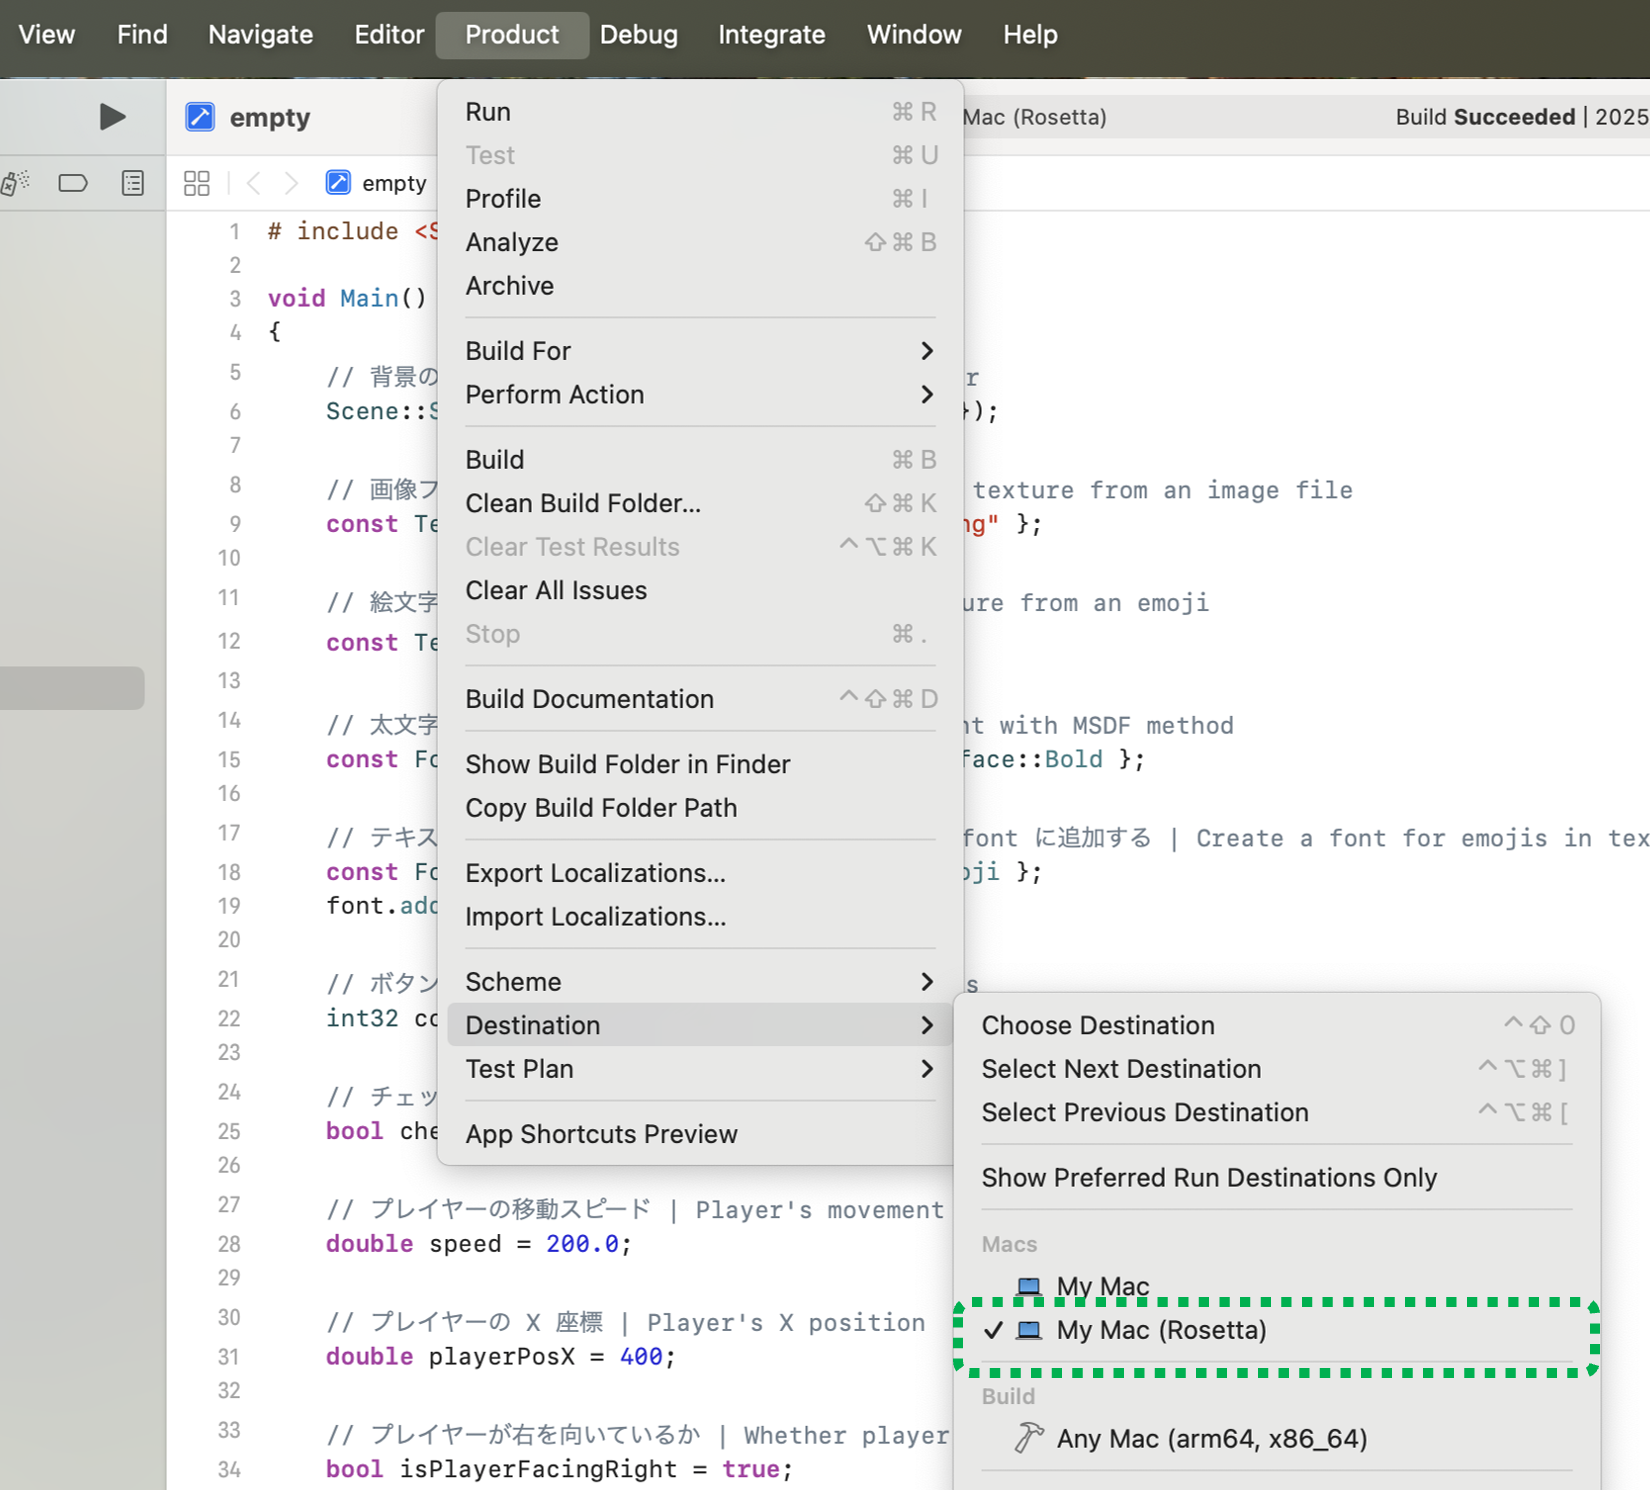 View Find Navigate Editor Product Debug Integrate Window Help
empty
Mac (Rosetta)
Build Succeeded | 2025
empty
1 # include <S
2
3 void Main()
4 {
5 // 背景の r
6 Scene::S });
7
8 // 画像フ texture from an image file
9 const Te ng" };
10
11 // 絵文字 ure from an emoji
12 const Te
13
14 // 太文字 nt with MSDF method
15 const Fo face::Bold };
16
17 // テキス font に追加する | Create a font for emojis in tex
18 const Fo oji };
19 font.add
20
21 // ボタン s
22 int32 co
23
24 // チェッ
25 bool che
26
27 // プレイヤーの移動スピード | Player's movement
28 double speed = 200.0;
29
30 // プレイヤーの X 座標 | Player's X position
31 double playerPosX = 400;
32
33 // プレイヤーが右を向いているか | Whether player
34 bool isPlayerFacingRight = true;
Run ⌘ R
Test ⌘ U
Profile ⌘ I
Analyze ⇧ ⌘ B
Archive
Build For
Perform Action
Build ⌘ B
Clean Build Folder... ⇧ ⌘ K
Clear Test Results ^ ⌥ ⌘ K
Clear All Issues
Stop ⌘ .
Build Documentation ^ ⇧ ⌘ D
Show Build Folder in Finder
Copy Build Folder Path
Export Localizations...
Import Localizations...
Scheme
Destination
Test Plan
App Shortcuts Preview
Choose Destination ^ ⇧ O
Select Next Destination ^ ⌥ ⌘ ]
Select Previous Destination ^ ⌥ ⌘ [
Show Preferred Run Destinations Only
Macs
My Mac
✓ My Mac (Rosetta)
Build
Any Mac (arm64, x86_64)